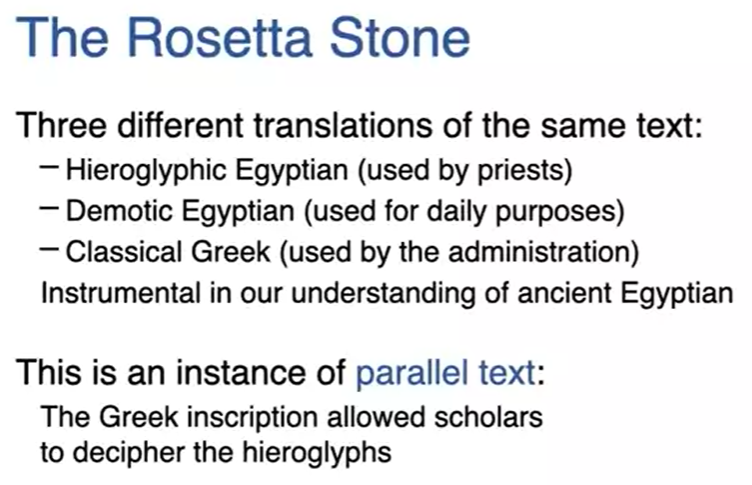 The Rosetta Stone
Three different translations of the same text:
– Hieroglyphic Egyptian (used by priests)
– Demotic Egyptian (used for daily purposes)
– Classical Greek (used by the administration)
Instrumental in our understanding of ancient Egyptian
This is an instance of parallel text:
The Greek inscription allowed scholars
to decipher the hieroglyphs